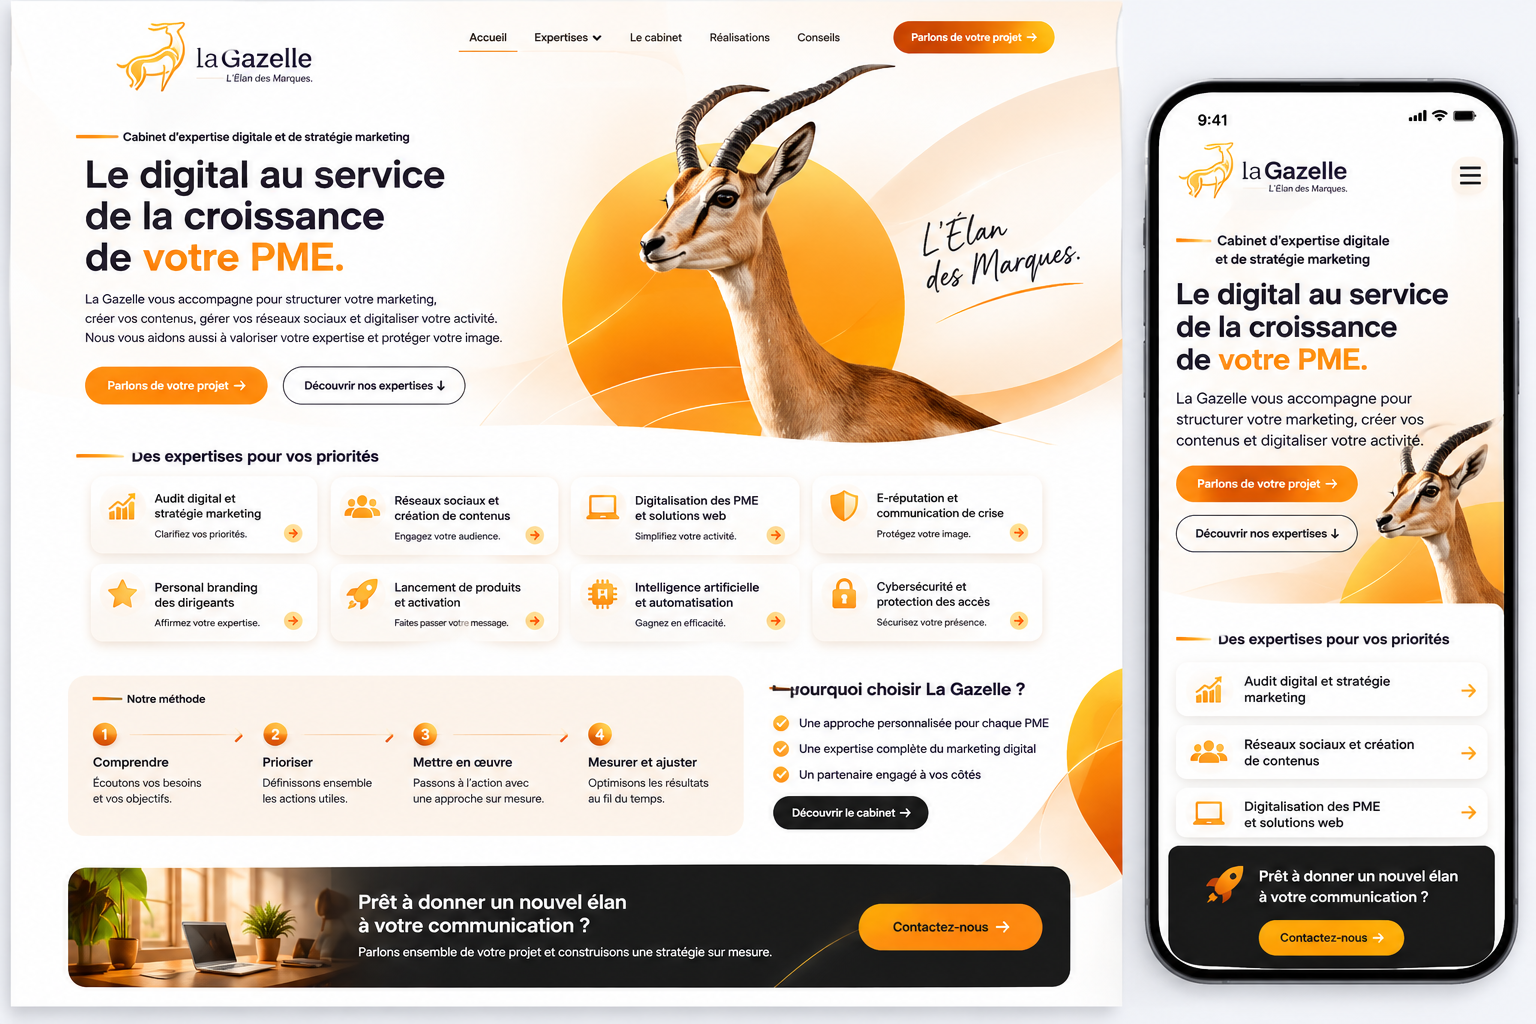 la Gazelle
L'Élan des Marques.
Accueil
Expertises
Le cabinet
Réalisations
Conseils
Parlons de votre projet →
Cabinet d'expertise digitale et de stratégie marketing
Le digital au service
de la croissance
de votre PME.
La Gazelle vous accompagne pour structurer votre marketing,
créer vos contenus, gérer vos réseaux sociaux et digitaliser votre activité.
Nous vous aidons aussi à valoriser votre expertise et protéger votre image.
Parlons de votre projet →
Découvrir nos expertises ↓
L'Élan
des Marques.
Des expertises pour vos priorités
Audit digital et
stratégie marketing
Clarifiez vos priorités.
Réseaux sociaux et
création de contenus
Engagez votre audience.
Digitalisation des PME
et solutions web
Simplifiez votre activité.
E-réputation et
communication de crise
Protégez votre image.
Personal branding
des dirigeants
Affirmez votre expertise.
Lancement de produits
et activation
Faites passer votre message.
Intelligence artificielle
et automatisation
Gagnez en efficacité.
Cybersécurité et
protection des accès
Sécurisez votre présence.
Notre méthode
1
Comprendre
Écoutons vos besoins
et vos objectifs.
2
Prioriser
Définissons ensemble
les actions utiles.
3
Mettre en œuvre
Passons à l'action avec
une approche sur mesure.
4
Mesurer et ajuster
Optimisons les résultats
au fil du temps.
pourquoi choisir La Gazelle ?
Une approche personnalisée pour chaque PME
Une expertise complète du marketing digital
Un partenaire engagé à vos côtés
Découvrir le cabinet →
Prêt à donner un nouvel élan
à votre communication ?
Parlons ensemble de votre projet et construisons une stratégie sur mesure.
Contactez-nous →
9:41
la Gazelle
L'Élan des Marques.
Cabinet d'expertise digitale
et de stratégie marketing
Le digital au service
de la croissance
de votre PME.
La Gazelle vous accompagne pour
structurer votre marketing, créer vos
contenus et digitaliser votre activité.
Parlons de votre projet →
Découvrir nos expertises ↓
Des expertises pour vos priorités
Audit digital et stratégie
marketing
Réseaux sociaux et création
de contenus
Digitalisation des PME
et solutions web
Prêt à donner un nouvel élan
à votre communication ?
Contactez-nous →